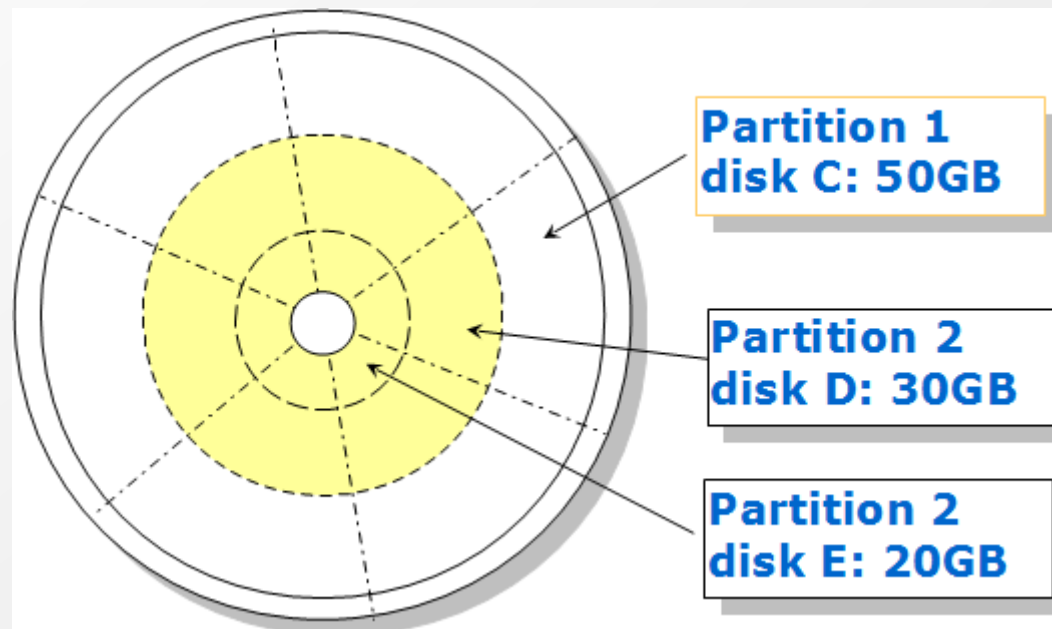 Partition 1
disk C: 50GB
Partition 2
disk D: 30GB
Partition 2
disk E: 20GB